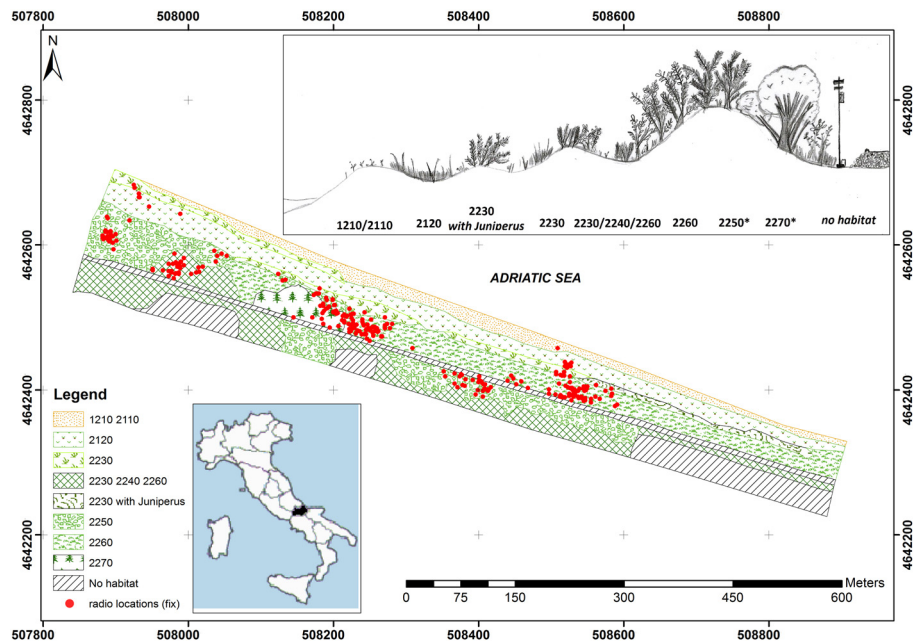 507800 508000 508200 508400 508600 508800
N
4642800 4642800
1210/2110 2120 2230 with Juniperus 2230 2230/2240/2260 2260 2250* 2270* no habitat
4642600 4642600
ADRIATIC SEA
4642400 4642400
Legend
1210 2110
2120
2230
2230 2240 2260
2230 with Juniperus
2250
2260
2270
No habitat
radio locations (fix)
4642200 4642200
Meters
0 75 150 300 450 600
507800 508000 508200 508400 508600 508800